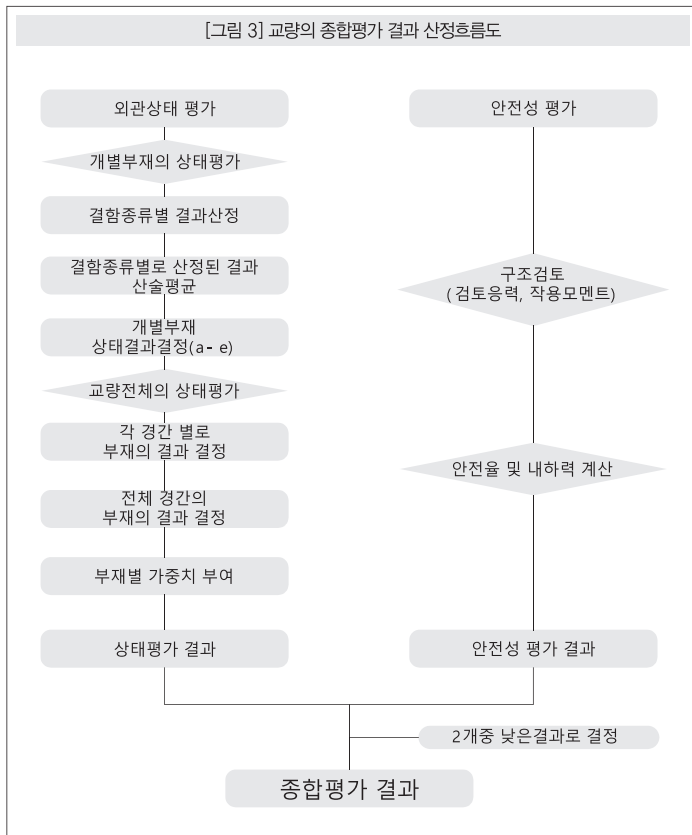 [그림 3] 교량의 종합평가 결과 산정흐름도
외관상태 평가
개별부재의 상태평가
결함종류별 결과산정
결함종류별로 산정된 결과
산술평균
개별부재
상태결과결정(a- e)
교량전체의 상태평가
각 경간 별로
부재의 결과 결정
전체 경간의
부재의 결과 결정
부재별 가중치 부여
상태평가 결과
안전성 평가
구조검토
( 검토응력, 작용모멘트)
안전율 및 내하력 계산
안전성 평가 결과
2개중 낮은결과로 결정
종합평가 결과